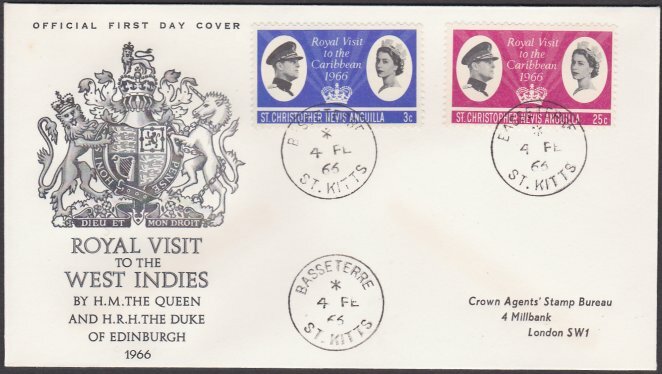 OFFICIAL FIRST DAY COVER
Royal Visit
to the
Caribbean
1966
ST. CHRISTOPHER NEVIS ANGUILLA 3c
Royal Visit
to the
Caribbean
1966
ST. CHRISTOPHER NEVIS ANGUILLA 25c
BASSETERRE
*
4 FE
66
ST. KITTS
BASSETERRE
*
4 FE
66
ST. KITTS
DIEU ET MON DROIT
ROYAL VISIT
TO THE
WEST INDIES
BY H.M. THE QUEEN
AND H.R.H. THE DUKE
OF EDINBURGH
1966
BASSETERRE
*
4 FE
66
ST. KITTS
Crown Agents' Stamp Bureau
4 Millbank
London SW1